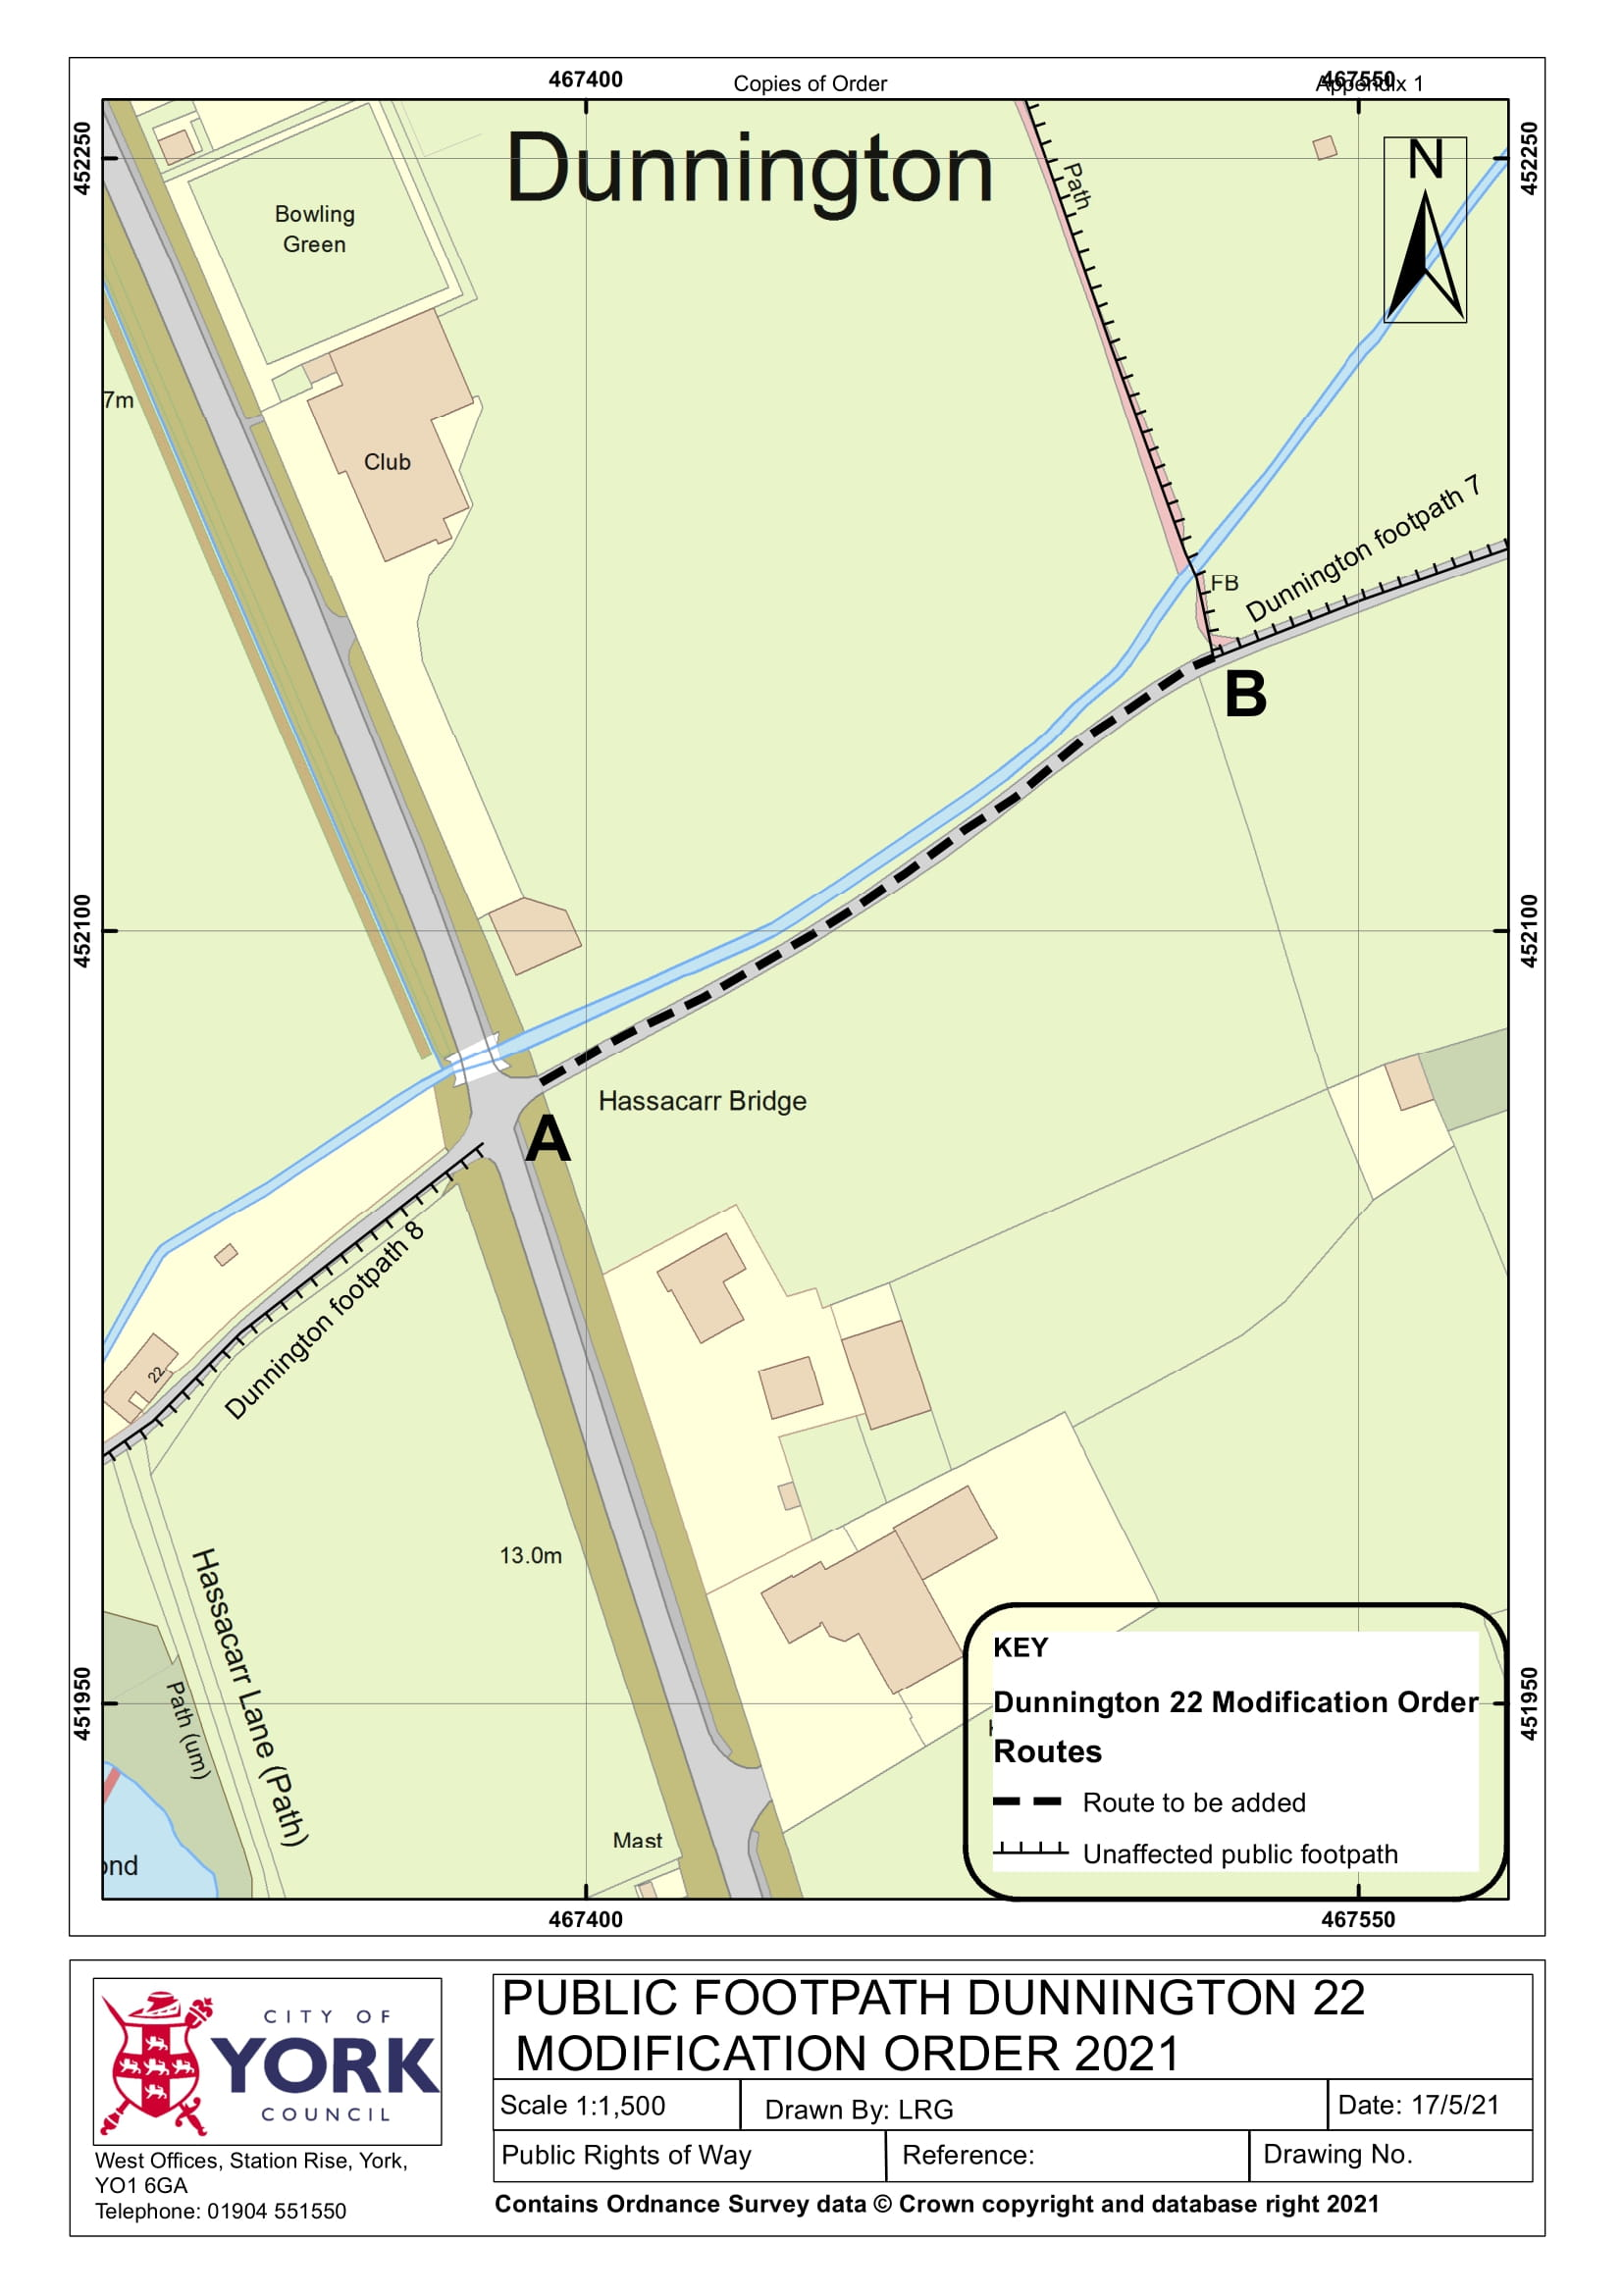 467400
Copies of Order
467550
Appendix 1
452250
452250
Dunnington
N
Path
Bowling
Green
7m
Club
FB
Dunnington footpath 7
B
452100
452100
Hassacarr Bridge
A
Dunnington footpath 8
22
13.0m
Hassacarr Lane (Path)
Path (um)
451950
451950
Mast
ond
KEY
Dunnington 22 Modification Order
Routes
Route to be added
Unaffected public footpath
467400
467550
CITY OF
YORK
COUNCIL
West Offices, Station Rise, York,
YO1 6GA
Telephone: 01904 551550
PUBLIC FOOTPATH DUNNINGTON 22
MODIFICATION ORDER 2021
Scale 1:1,500
Drawn By: LRG
Date: 17/5/21
Public Rights of Way
Reference:
Drawing No.
Contains Ordnance Survey data © Crown copyright and database right 2021